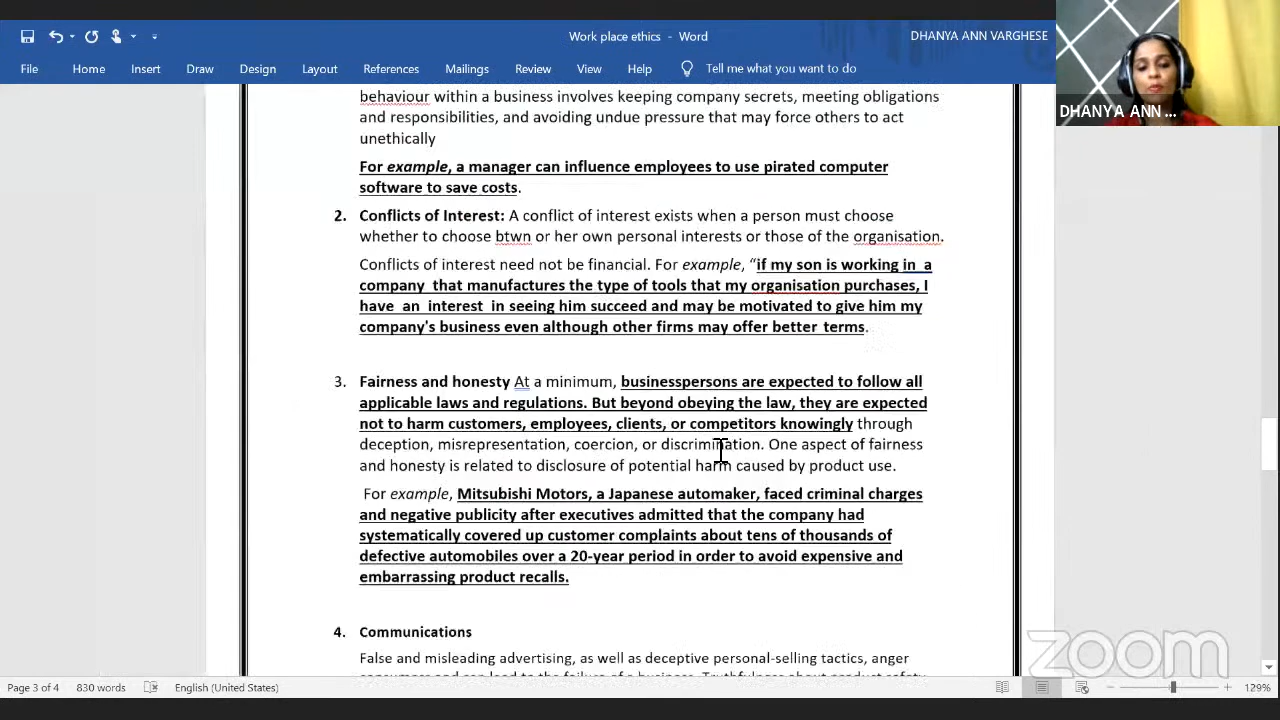 Work place ethics - Word
DHANYA ANN VARGHESE
File Home Insert Draw Design Layout References Mailings Review View Help Tell me what you want to do
DHANYA ANN ...
behaviour within a business involves keeping company secrets, meeting obligations
and responsibilities, and avoiding undue pressure that may force others to act
unethically
For example, a manager can influence employees to use pirated computer
software to save costs.
2. Conflicts of Interest: A conflict of interest exists when a person must choose
whether to choose btwn or her own personal interests or those of the organisation.
Conflicts of interest need not be financial. For example, “if my son is working in a
company that manufactures the type of tools that my organisation purchases, I
have an interest in seeing him succeed and may be motivated to give him my
company's business even although other firms may offer better terms.
3. Fairness and honesty At a minimum, businesspersons are expected to follow all
applicable laws and regulations. But beyond obeying the law, they are expected
not to harm customers, employees, clients, or competitors knowingly through
deception, misrepresentation, coercion, or discrimination. One aspect of fairness
and honesty is related to disclosure of potential harm caused by product use.
For example, Mitsubishi Motors, a Japanese automaker, faced criminal charges
and negative publicity after executives admitted that the company had
systematically covered up customer complaints about tens of thousands of
defective automobiles over a 20-year period in order to avoid expensive and
embarrassing product recalls.
4. Communications
False and misleading advertising, as well as deceptive personal-selling tactics, anger
zoom
Page 3 of 4 830 words English (United States) 129%